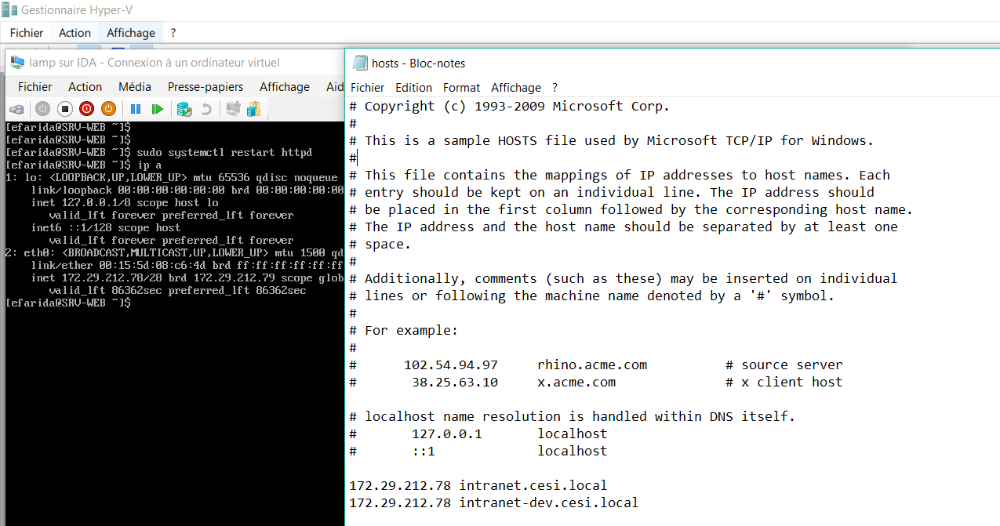 Gestionnaire Hyper-V
Fichier Action Affichage ?
lamp sur IDA - Connexion à un ordinateur virtuel
Fichier Action Média Presse-papiers Affichage Aid
[efarida@SRV-WEB ~]$
[efarida@SRV-WEB ~]$
[efarida@SRV-WEB ~]$ sudo systemctl restart httpd
[efarida@SRV-WEB ~]$ ip a
1: lo: <LOOPBACK,UP,LOWER_UP> mtu 65536 qdisc noqueue
link/loopback 00:00:00:00:00:00 brd 00:00:00:00:00
inet 127.0.0.1/8 scope host lo
valid_lft forever preferred_lft forever
inet6 ::1/128 scope host
valid_lft forever preferred_lft forever
2: eth0: <BROADCAST,MULTICAST,UP,LOWER_UP> mtu 1500 qd
link/ether 00:15:5d:08:c6:4d brd ff:ff:ff:ff:ff:ff
inet 172.29.212.78/28 brd 172.29.212.79 scope glob
valid_lft 86362sec preferred_lft 86362sec
[efarida@SRV-WEB ~]$
hosts - Bloc-notes
Fichier Edition Format Affichage ?
# Copyright (c) 1993-2009 Microsoft Corp.
#
# This is a sample HOSTS file used by Microsoft TCP/IP for Windows.
#
# This file contains the mappings of IP addresses to host names. Each
# entry should be kept on an individual line. The IP address should
# be placed in the first column followed by the corresponding host name.
# The IP address and the host name should be separated by at least one
# space.
#
# Additionally, comments (such as these) may be inserted on individual
# lines or following the machine name denoted by a '#' symbol.
#
# For example:
#
# 102.54.94.97 rhino.acme.com # source server
# 38.25.63.10 x.acme.com # x client host
# localhost name resolution is handled within DNS itself.
# 127.0.0.1 localhost
# ::1 localhost
172.29.212.78 intranet.cesi.local
172.29.212.78 intranet-dev.cesi.local